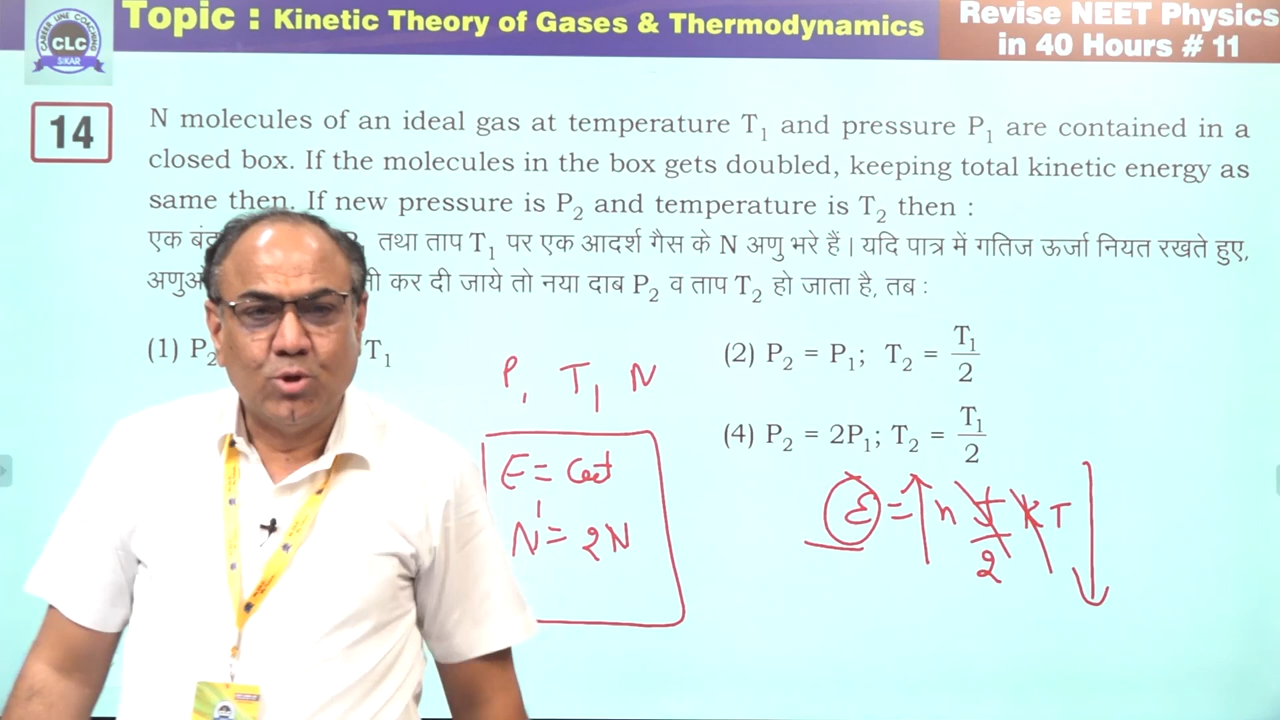 CAREER LINE COACHING
CLC
SIKAR
Topic : Kinetic Theory of Gases & Thermodynamics
Revise NEET Physics
in 40 Hours # 11
14
N molecules of an ideal gas at temperature T₁ and pressure P₁ are contained in a
closed box. If the molecules in the box gets doubled, keeping total kinetic energy as
same then. If new pressure is P₂ and temperature is T₂ then :
एक तथा ताप T₁ पर एक आदर्श गैस के N अणु भरे हैं। यदि पात्र में गतिज ऊर्जा नियत रखते हुए,
कर दी जाये तो नया दाब P₂ व ताप T₂ हो जाता है, तब :
(1) P₂ T₁
(2) P₂ = P₁; T₂ = T₁/2
(4) P₂ = 2P₁; T₂ = T₁/2
P₁ T₁ N
E = Const
N' = 2N
E = n f/2 K T